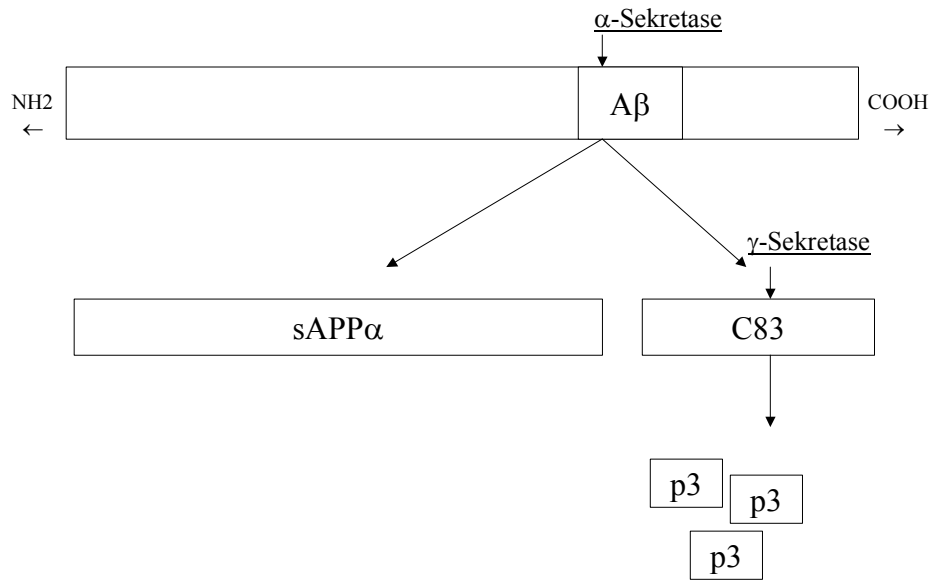 α-Sekretase
NH2
←
Aβ
COOH
→
γ-Sekretase
sAPPα
C83
p3
p3
p3